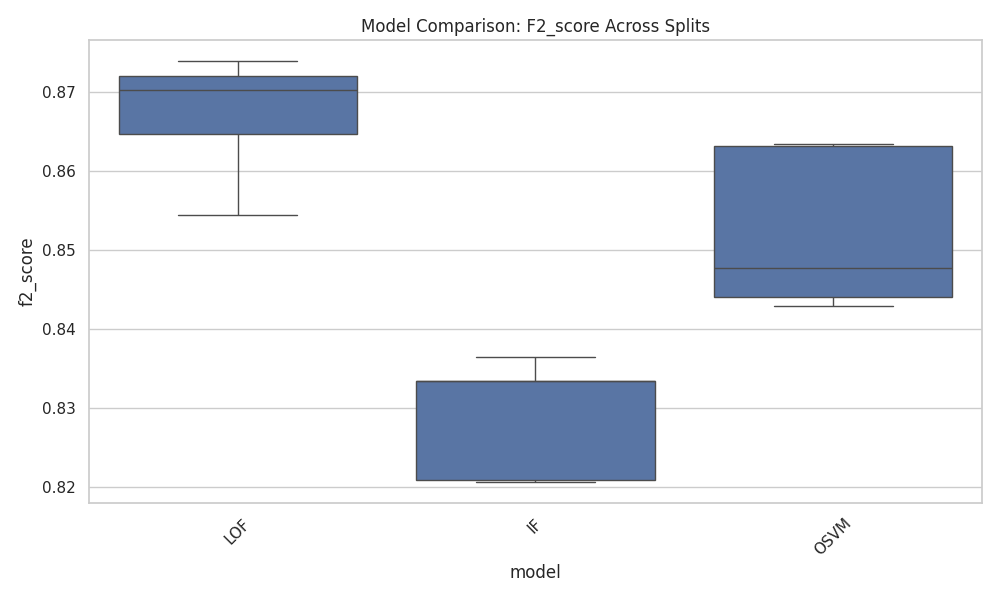 Model Comparison: F2_score Across Splits
f2_score
0.87
0.86
0.85
0.84
0.83
0.82
LOF
IF
OSVM
model